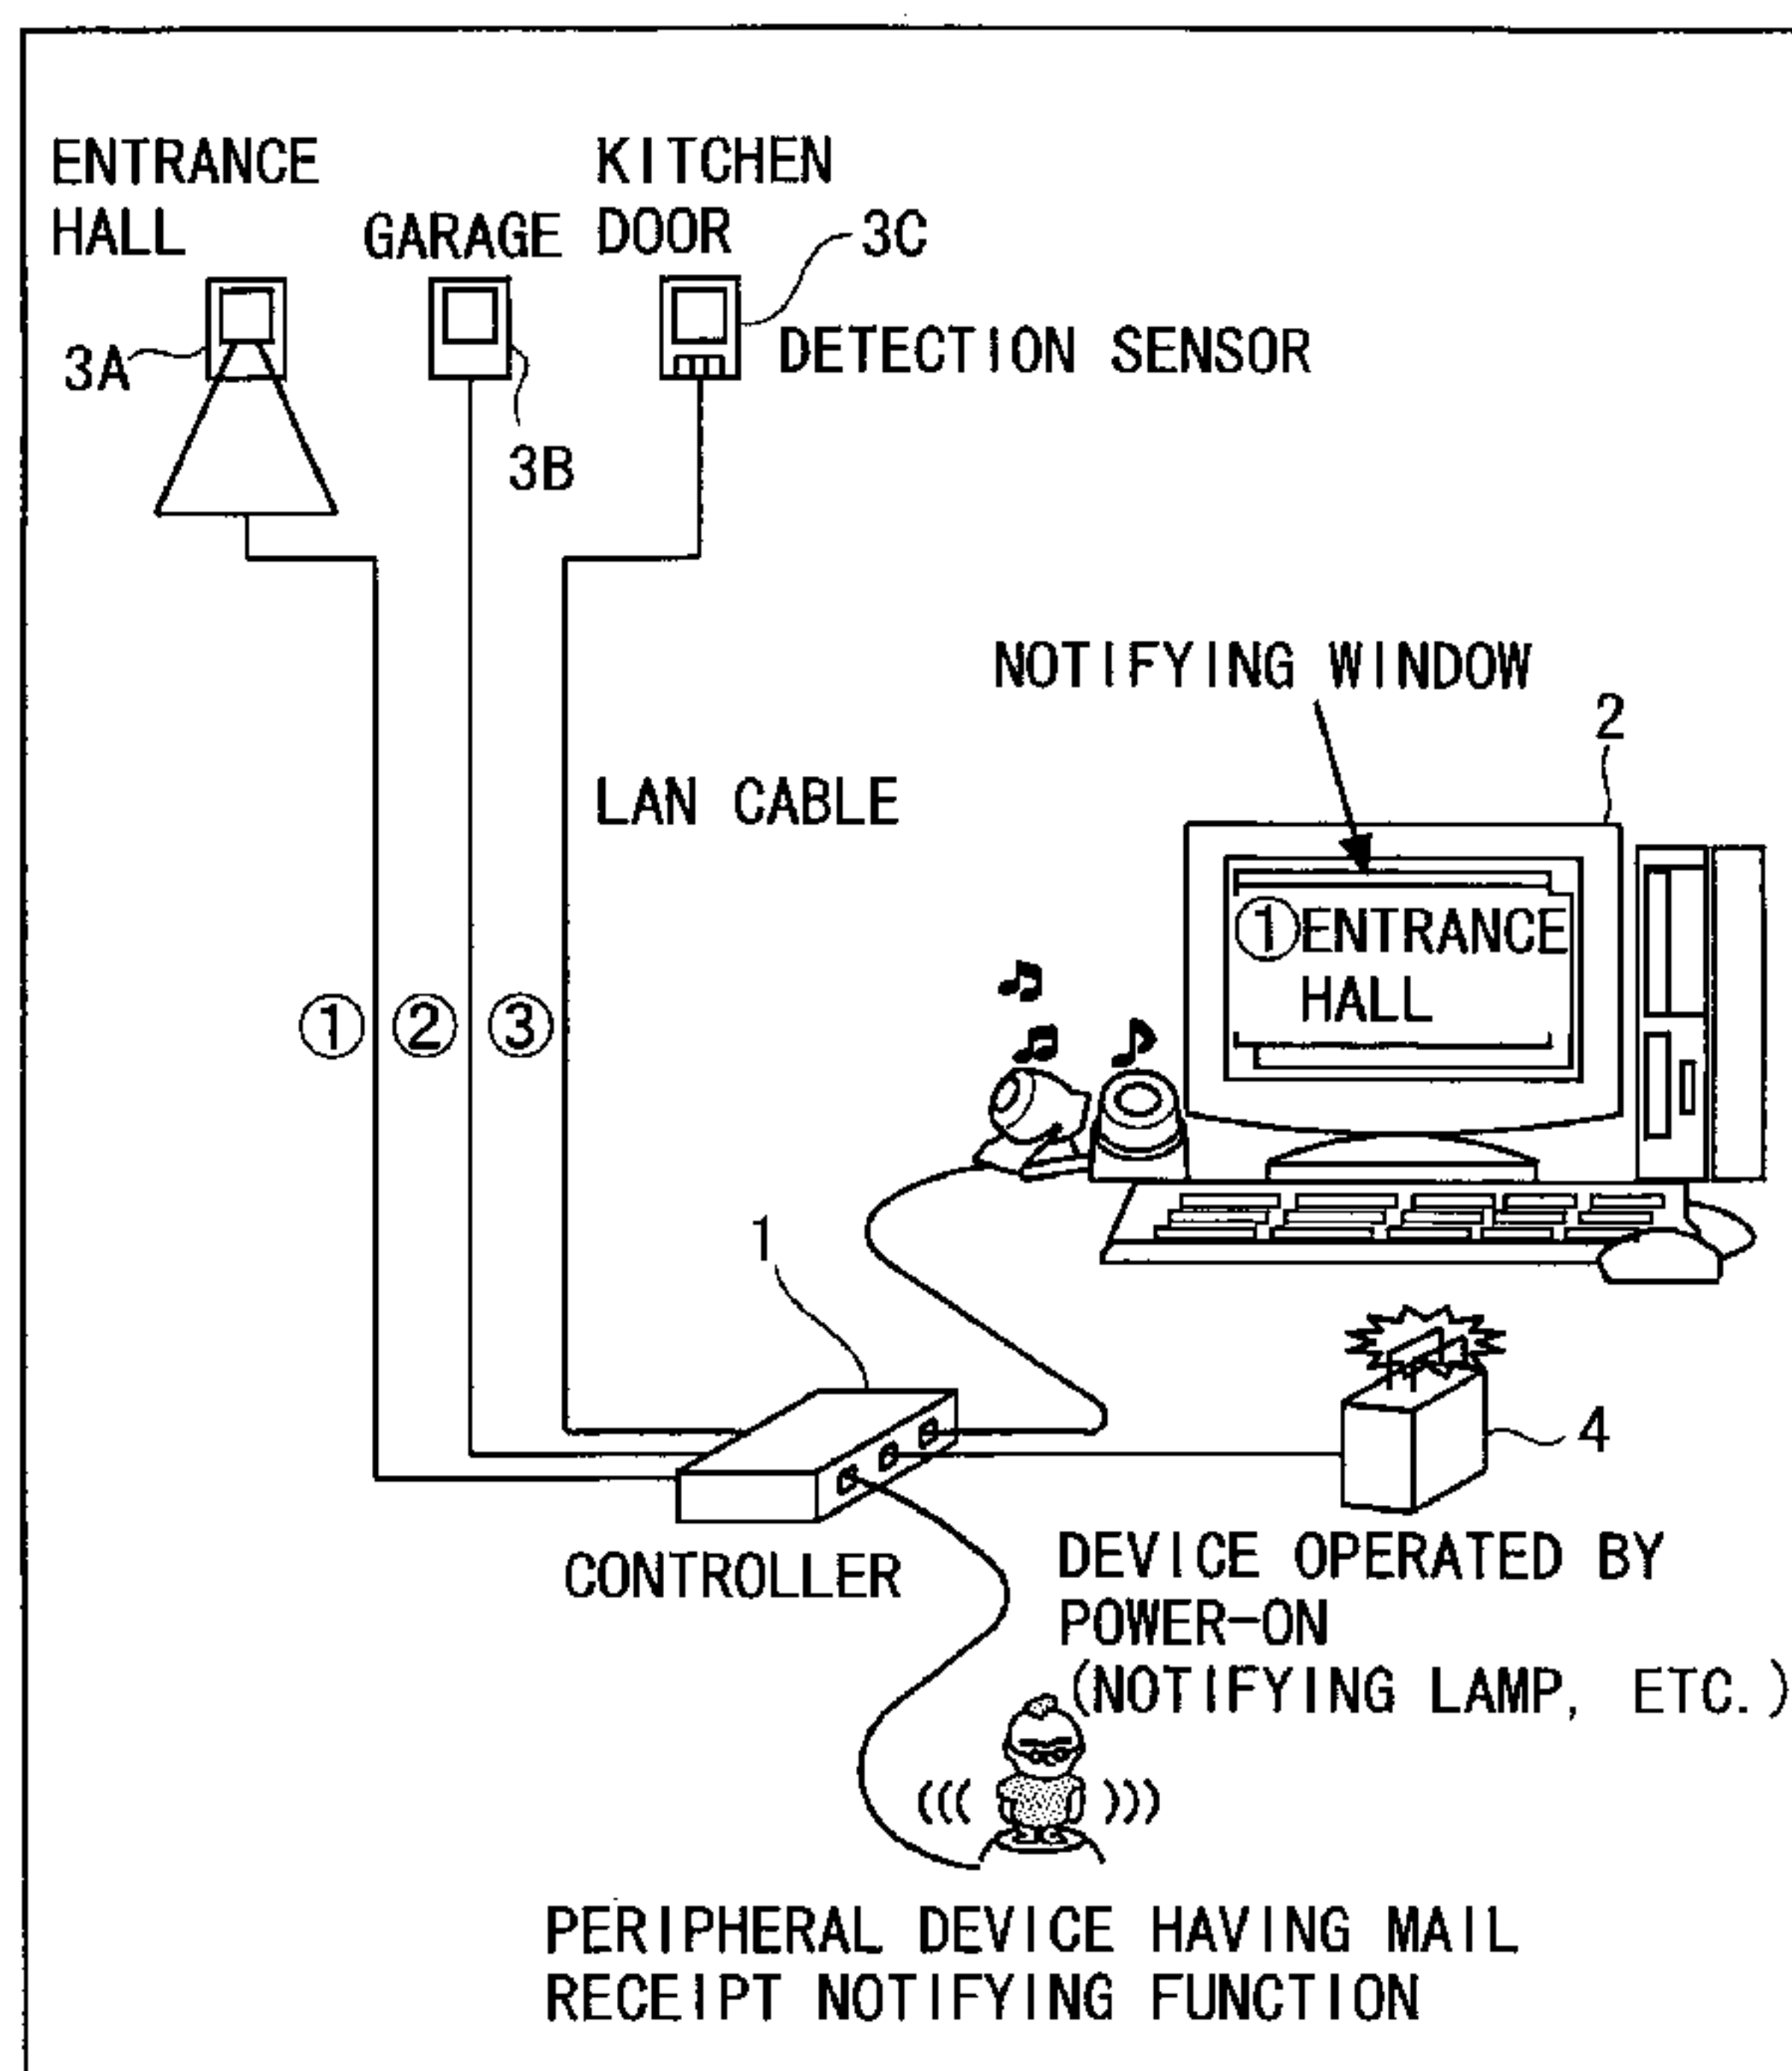 ENTRANCE
HALL
GARAGE
KITCHEN
DOOR
3C
3A
DETECTION SENSOR
3B
NOTIFYING WINDOW
2
LAN CABLE
①ENTRANCE
HALL
① ② ③
1
4
CONTROLLER
DEVICE OPERATED BY
POWER-ON
(NOTIFYING LAMP, ETC.)
PERIPHERAL DEVICE HAVING MAIL
RECEIPT NOTIFYING FUNCTION